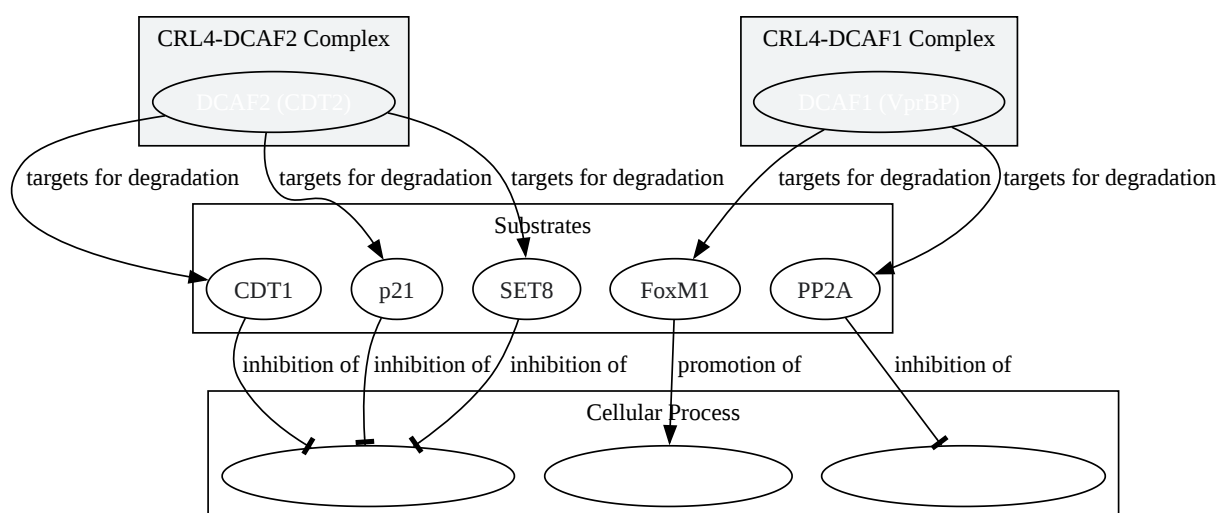 CRL4-DCAF2 Complex
CRL4-DCAF1 Complex
DCAF2 (CDT2)
DCAF1 (VprBP)
targets for degradation
targets for degradation
targets for degradation
targets for degradation
targets for degradation
Substrates
CDT1
p21
SET8
FoxM1
PP2A
inhibition of
inhibition of
inhibition of
promotion of
inhibition of
Cellular Process